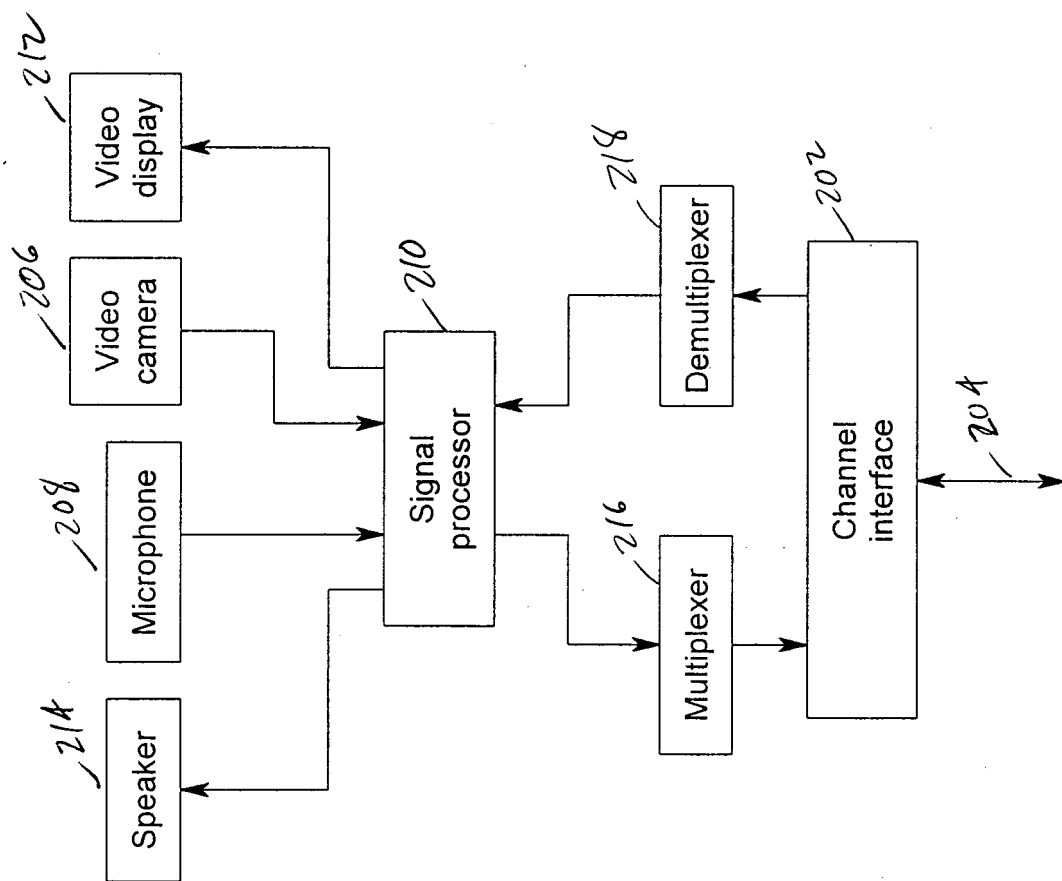 212
Video
display
206
Video
camera
208
Microphone
214
Speaker
210
Signal
processor
218
Demultiplexer
216
Multiplexer
202
Channel
interface
204